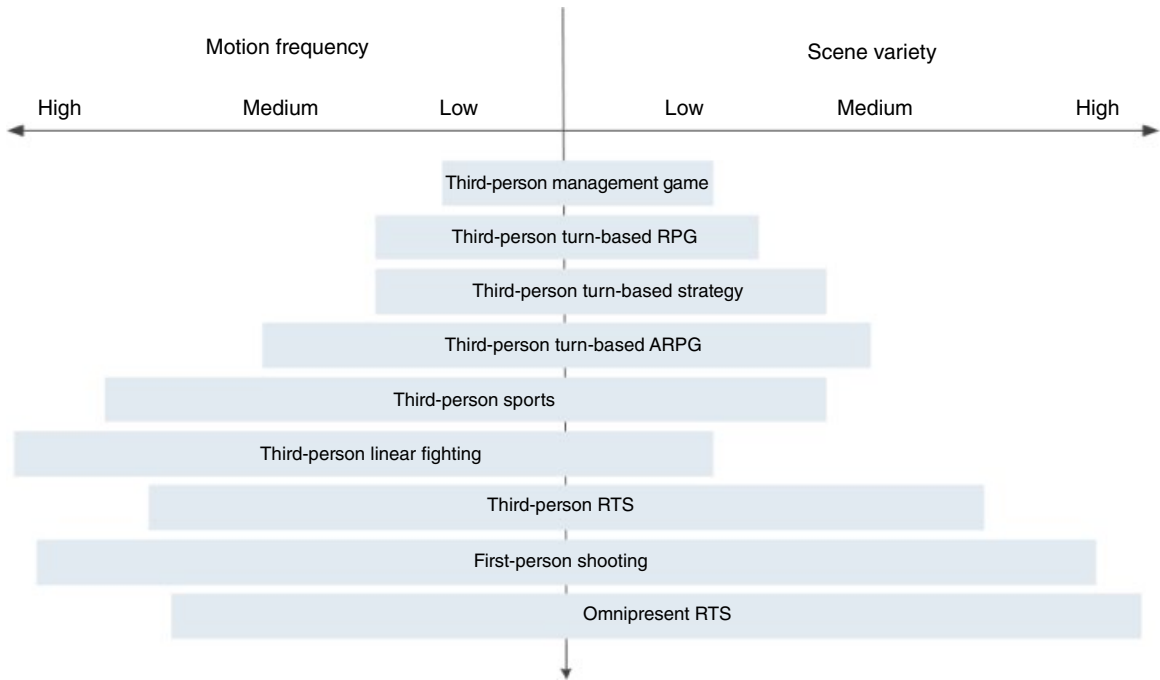 Motion frequency
Scene variety
High Medium Low Low Medium High
Third-person management game
Third-person turn-based RPG
Third-person turn-based strategy
Third-person turn-based ARPG
Third-person sports
Third-person linear fighting
Third-person RTS
First-person shooting
Omnipresent RTS